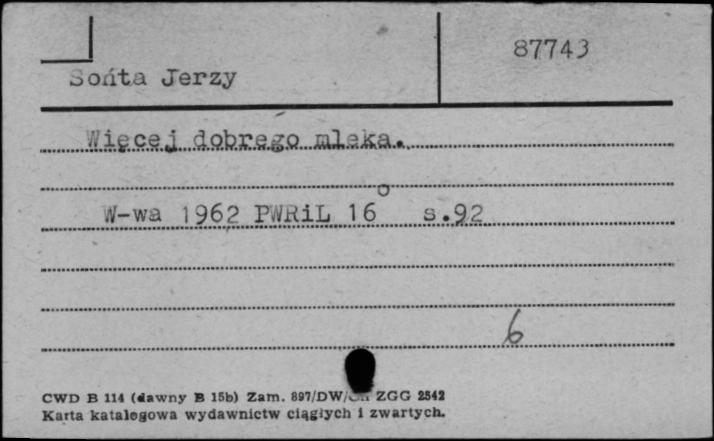 87743
Sońta Jerzy
Więcej dobrego mleka.
W-wa 1962 PWRiL 16° s.92
6
CWD B 114 (dawny B 15b) Zam. 897/DW/ ZGG 2542
Karta katalogowa wydawnictw ciągłych i zwartych.